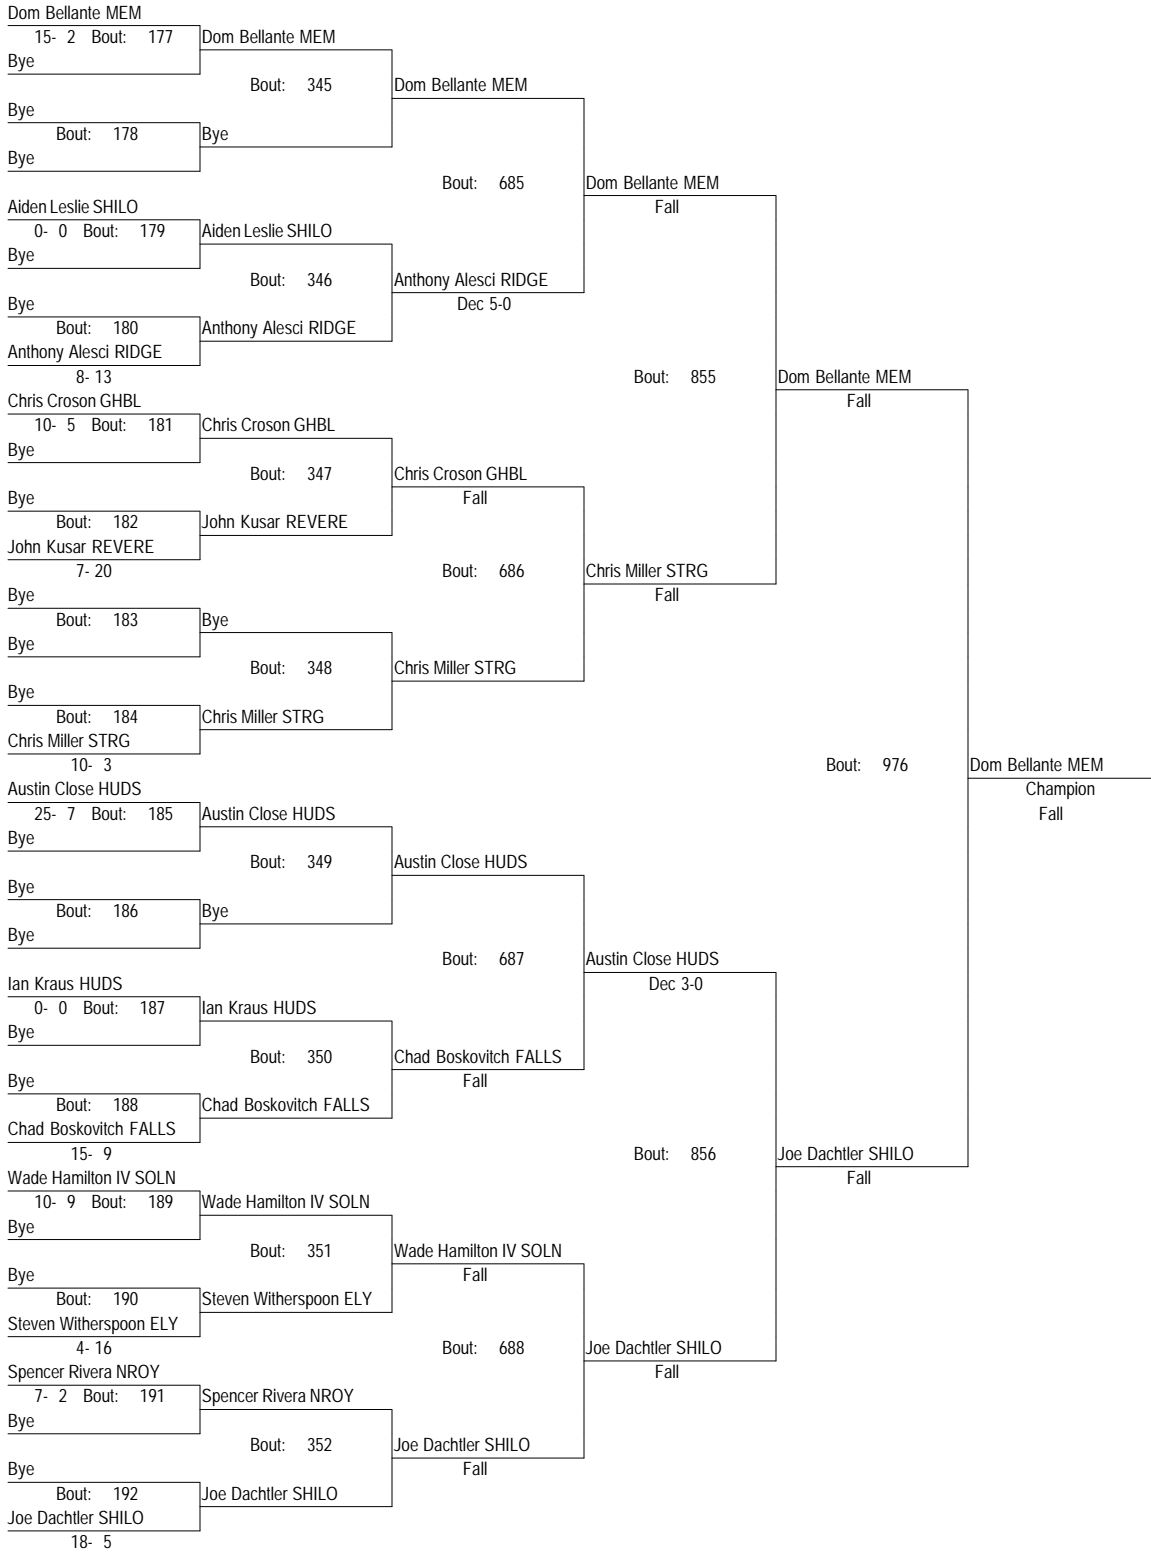 Dom Bellante MEM
15- 2 Bout: 177 Dom Bellante MEM
Bye
Bout: 345 Dom Bellante MEM
Bye
Bout: 178 Bye
Bye
Bout: 685 Dom Bellante MEM
Aiden Leslie SHILO Fall
0- 0 Bout: 179 Aiden Leslie SHILO
Bye
Bout: 346 Anthony Alesci RIDGE
Bye Dec 5-0
Bout: 180 Anthony Alesci RIDGE
Anthony Alesci RIDGE
8- 13 Bout: 855 Dom Bellante MEM
Chris Croson GHBL Fall
10- 5 Bout: 181 Chris Croson GHBL
Bye
Bout: 347 Chris Croson GHBL
Bye Fall
Bout: 182 John Kusar REVERE
John Kusar REVERE
7- 20 Bout: 686 Chris Miller STRG
Bye Fall
Bout: 183 Bye
Bye
Bout: 348 Chris Miller STRG
Bye
Bout: 184 Chris Miller STRG
Chris Miller STRG
10- 3 Bout: 976 Dom Bellante MEM
Austin Close HUDS Champion
25- 7 Bout: 185 Austin Close HUDS Fall
Bye
Bout: 349 Austin Close HUDS
Bye
Bout: 186 Bye
Bye
Bout: 687 Austin Close HUDS
Ian Kraus HUDS Dec 3-0
0- 0 Bout: 187 Ian Kraus HUDS
Bye
Bout: 350 Chad Boskovitch FALLS
Bye Fall
Bout: 188 Chad Boskovitch FALLS
Chad Boskovitch FALLS
15- 9 Bout: 856 Joe Dachtler SHILO
Wade Hamilton IV SOLN Fall
10- 9 Bout: 189 Wade Hamilton IV SOLN
Bye
Bout: 351 Wade Hamilton IV SOLN
Bye Fall
Bout: 190 Steven Witherspoon ELY
Steven Witherspoon ELY
4- 16 Bout: 688 Joe Dachtler SHILO
Spencer Rivera NROY Fall
7- 2 Bout: 191 Spencer Rivera NROY
Bye
Bout: 352 Joe Dachtler SHILO
Bye Fall
Bout: 192 Joe Dachtler SHILO
Joe Dachtler SHILO
18- 5